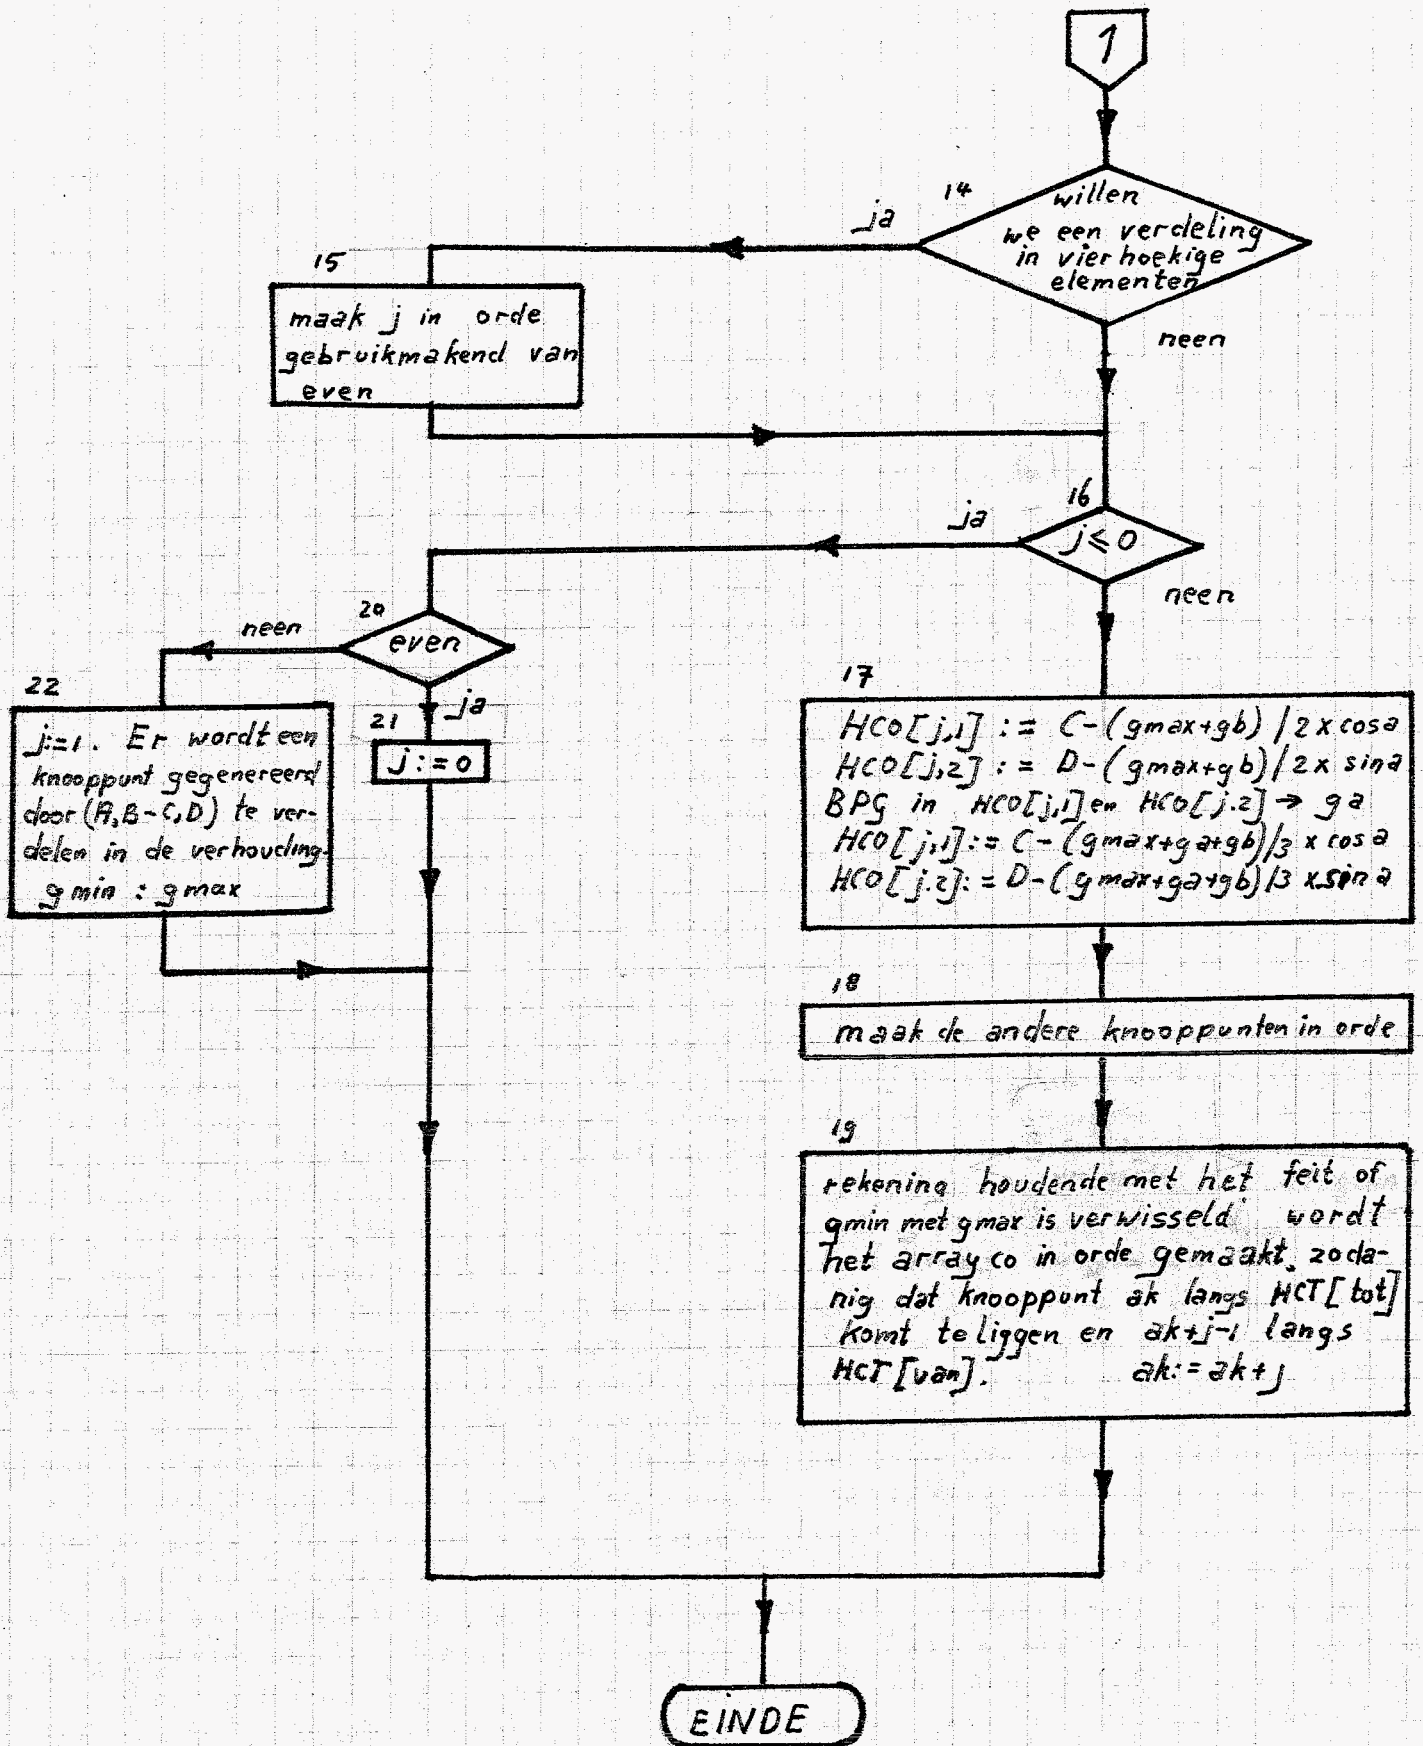 1
14
willen
we een verdeling
in vierhoekige
elementen
ja
neen
15
maak j in orde
gebruikmakend van
even
16
j ≤ 0
ja
neen
20
even
neen
ja
22
j:=1. Er wordt een
knooppunt gegenereerd
door (A,B-C,D) te ver-
delen in de verhouding
gmin : gmax
21
j := 0
17
HCO[j,1] := C-(gmax+gb) /2 x cosa
HCO[j,2] := D-(gmax+gb)/2x sina
BPG in HCO[j,1] en HCO[j.2] → ga
HCO[j,1]:= C-(gmax+ga+gb)/3 x cosa
HCO[j.2]:= D-(gmax+ga+gb)/3 x sina
18
maak de andere knooppunten in orde
19
rekening houdende met het feit of
gmin met gmax is verwisseld wordt
het array co in orde gemaakt. zoda-
nig dat knooppunt ak langs HCT[tot]
komt te liggen en ak+j-1 langs
HCT[van]. ak:= ak+j
EINDE